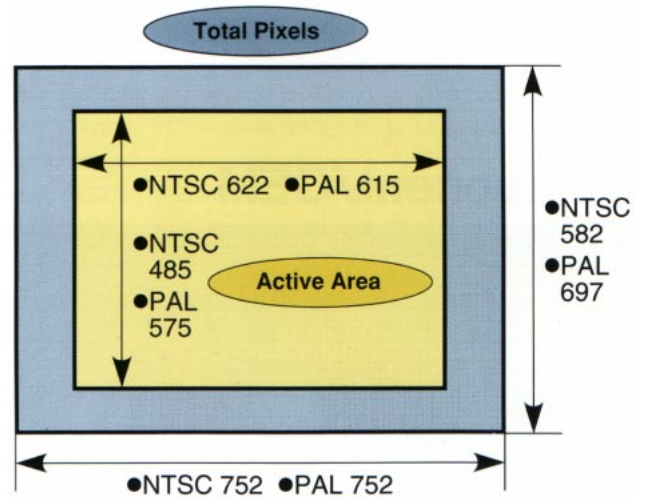 Total Pixels
●NTSC 622 ●PAL 615
●NTSC
485
●PAL
575
Active Area
●NTSC
582
●PAL
697
●NTSC 752 ●PAL 752